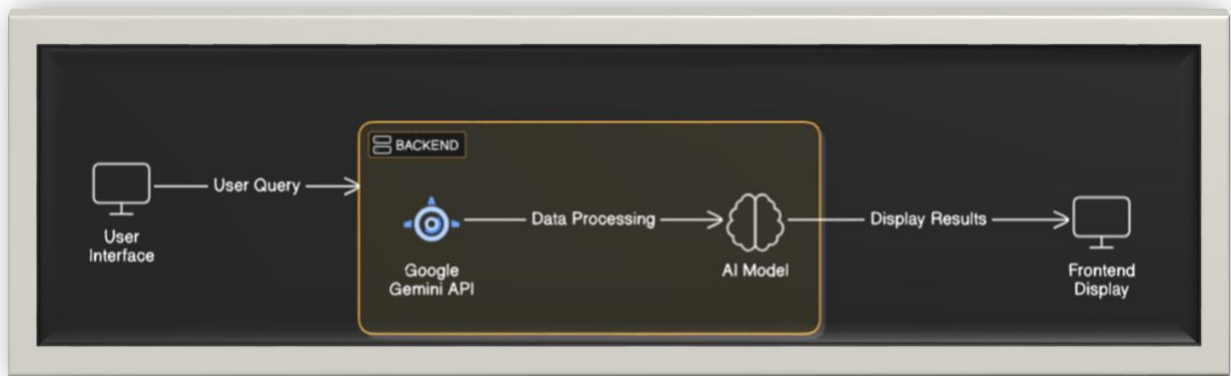 BACKEND
User Query
User
Interface
Data Processing
Google
Gemini API
AI Model
Display Results
Frontend
Display